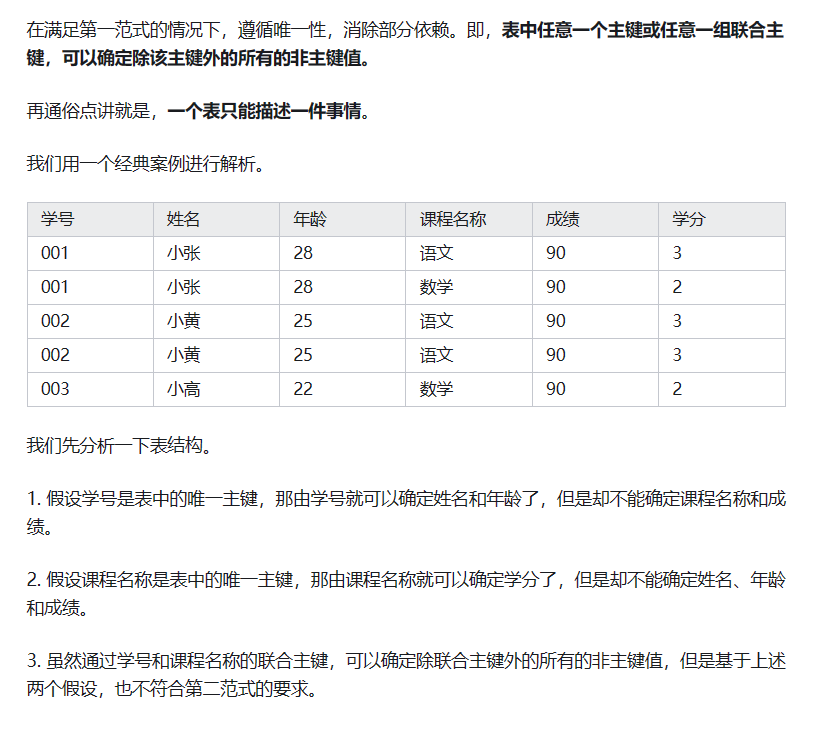 在满足第一范式的情况下，遵循唯一性，消除部分依赖。即，表中任意一个主键或任意一组联合主
键，可以确定除该主键外的所有的非主键值。
再通俗点讲就是，一个表只能描述一件事情。
我们用一个经典案例进行解析。
学号 姓名 年龄 课程名称 成绩 学分
001 小张 28 语文 90 3
001 小张 28 数学 90 2
002 小黄 25 语文 90 3
002 小黄 25 语文 90 3
003 小高 22 数学 90 2
我们先分析一下表结构。
1. 假设学号是表中的唯一主键，那由学号就可以确定姓名和年龄了，但是却不能确定课程名称和成
绩。
2. 假设课程名称是表中的唯一主键，那由课程名称就可以确定学分了，但是却不能确定姓名、年龄
和成绩。
3. 虽然通过学号和课程名称的联合主键，可以确定除联合主键外的所有的非主键值，但是基于上述
两个假设，也不符合第二范式的要求。